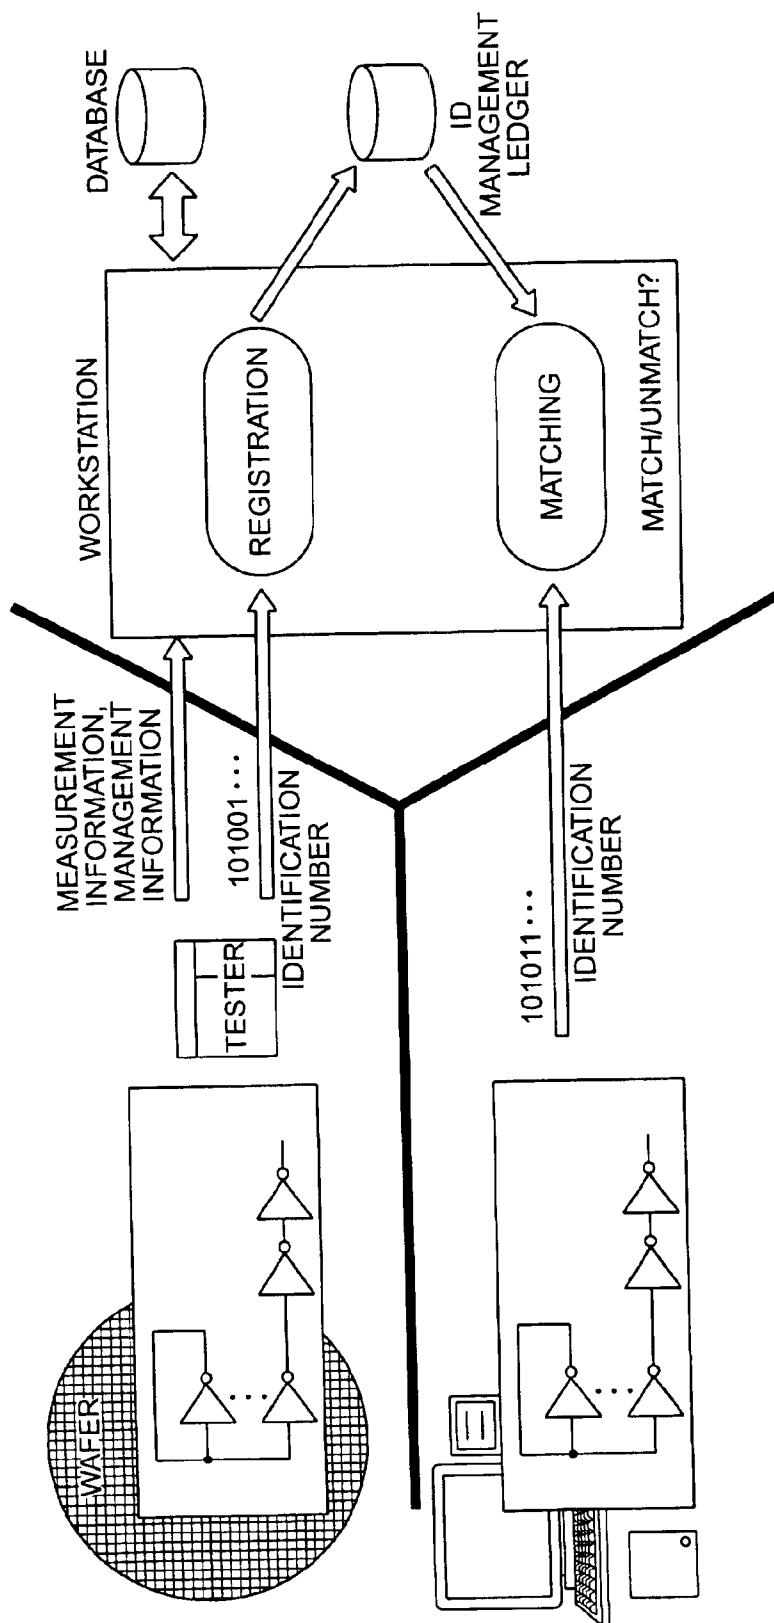 WAFER
TESTER
MEASUREMENT
INFORMATION,
MANAGEMENT
INFORMATION
101001···
IDENTIFICATION
NUMBER
WORKSTATION
REGISTRATION
DATABASE
ID
MANAGEMENT
LEDGER
101011···
IDENTIFICATION
NUMBER
MATCHING
MATCH/UNMATCH?